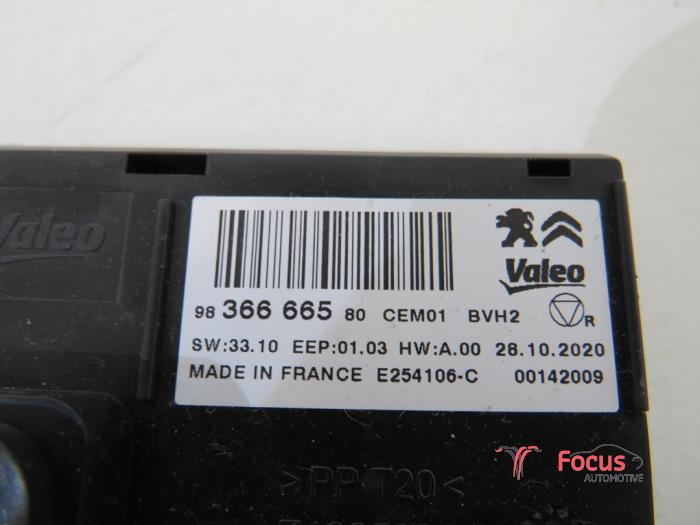 Valeo
Valeo
98 366 665 80 CEM01 BVH2 R
SW:33.10 EEP:01.03 HW:A.00 28.10.2020
MADE IN FRANCE E254106-C 00142009
>PP T20<
Focus
AUTOMOTIVE